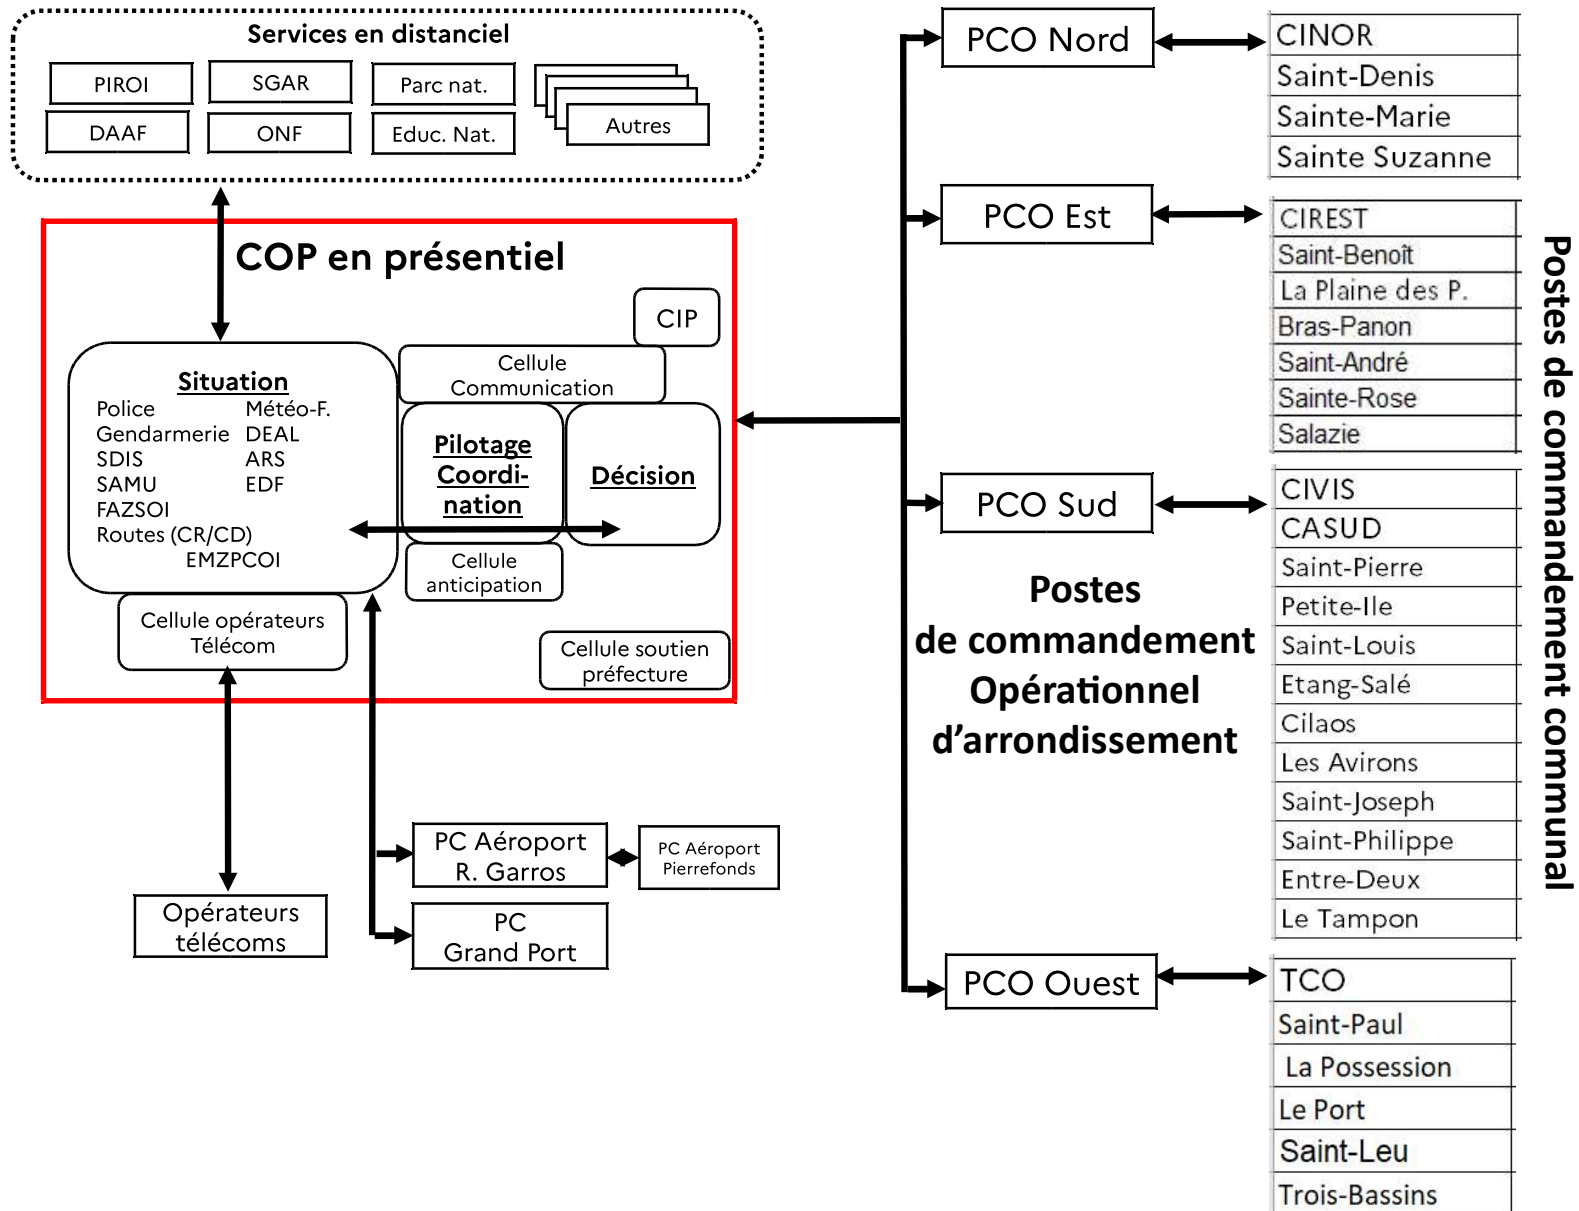 Services en distanciel
PIROI
SGAR
Parc nat.
DAAF
ONF
Educ. Nat.
Autres
COP en présentiel
CIP
Cellule
Communication
Situation
Police
Météo-F.
Gendarmerie
DEAL
SDIS
ARS
SAMU
EDF
FAZSOI
Routes (CR/CD)
EMZPCOI
Pilotage
Coordi-
nation
Décision
Cellule
anticipation
Cellule opérateurs
Télécom
Cellule soutien
préfecture
Opérateurs
télécoms
PC Aéroport
R. Garros
PC Aéroport
Pierrefonds
PC
Grand Port
PCO Nord
PCO Est
PCO Sud
Postes
de commandement
Opérationnel
d’arrondissement
PCO Ouest
CINOR
Saint-Denis
Sainte-Marie
Sainte Suzanne
CIREST
Saint-Benoît
La Plaine des P.
Bras-Panon
Saint-André
Sainte-Rose
Salazie
CIVIS
CASUD
Saint-Pierre
Petite-Ile
Saint-Louis
Etang-Salé
Cilaos
Les Avirons
Saint-Joseph
Saint-Philippe
Entre-Deux
Le Tampon
TCO
Saint-Paul
La Possession
Le Port
Saint-Leu
Trois-Bassins
Postes de commandement communal